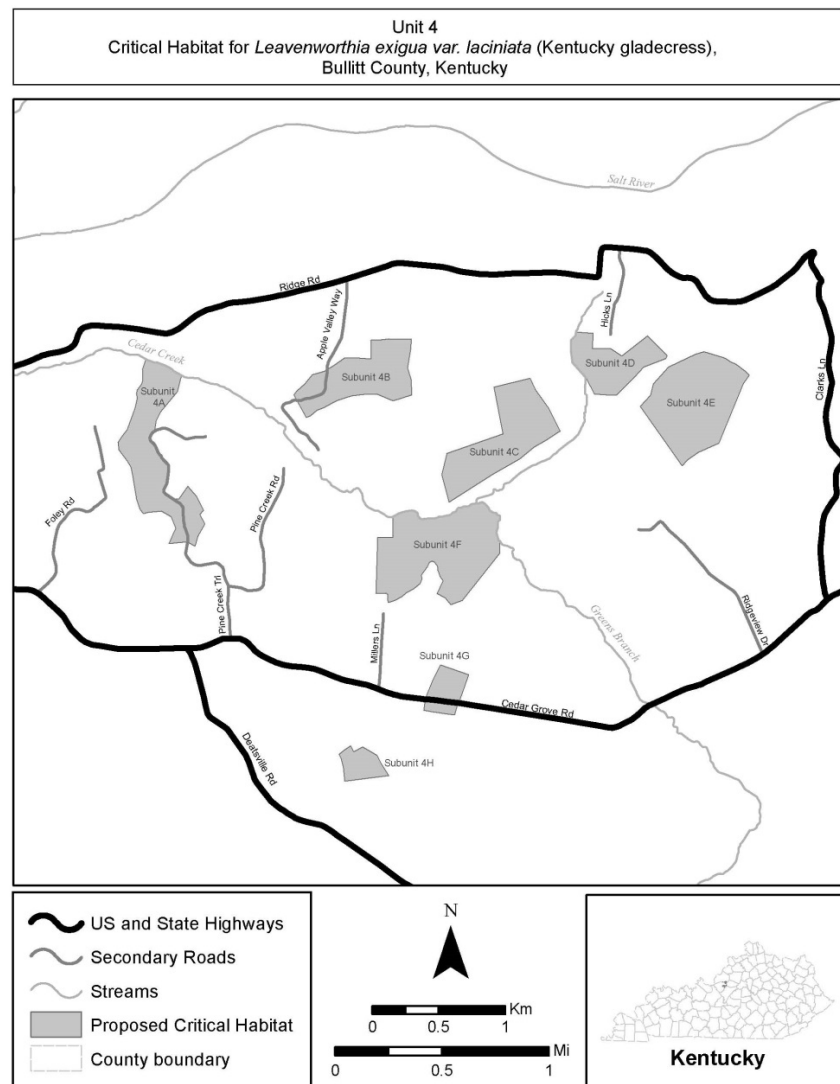 Unit 4
Critical Habitat for Leavenworthia exigua var. laciniata (Kentucky gladecress),
Bullitt County, Kentucky
Salt River
Ridge Rd
Apple Valley Way
Hicks Ln
Cedar Creek
Subunit
4A
Subunit 4B
Subunit 4D
Clarks Ln
Subunit 4E
Subunit 4C
Foley Rd
Pine Creek Rd
Subunit 4F
Pine Creek Trl
Millers Ln
Greens Branch
Ridgeview Dr
Subunit 4G
Cedar Grove Rd
Deatsville Rd
Subunit 4H
US and State Highways
Secondary Roads
Streams
Proposed Critical Habitat
County boundary
N
Km
0 0.5 1
Mi
0 0.5 1
Kentucky